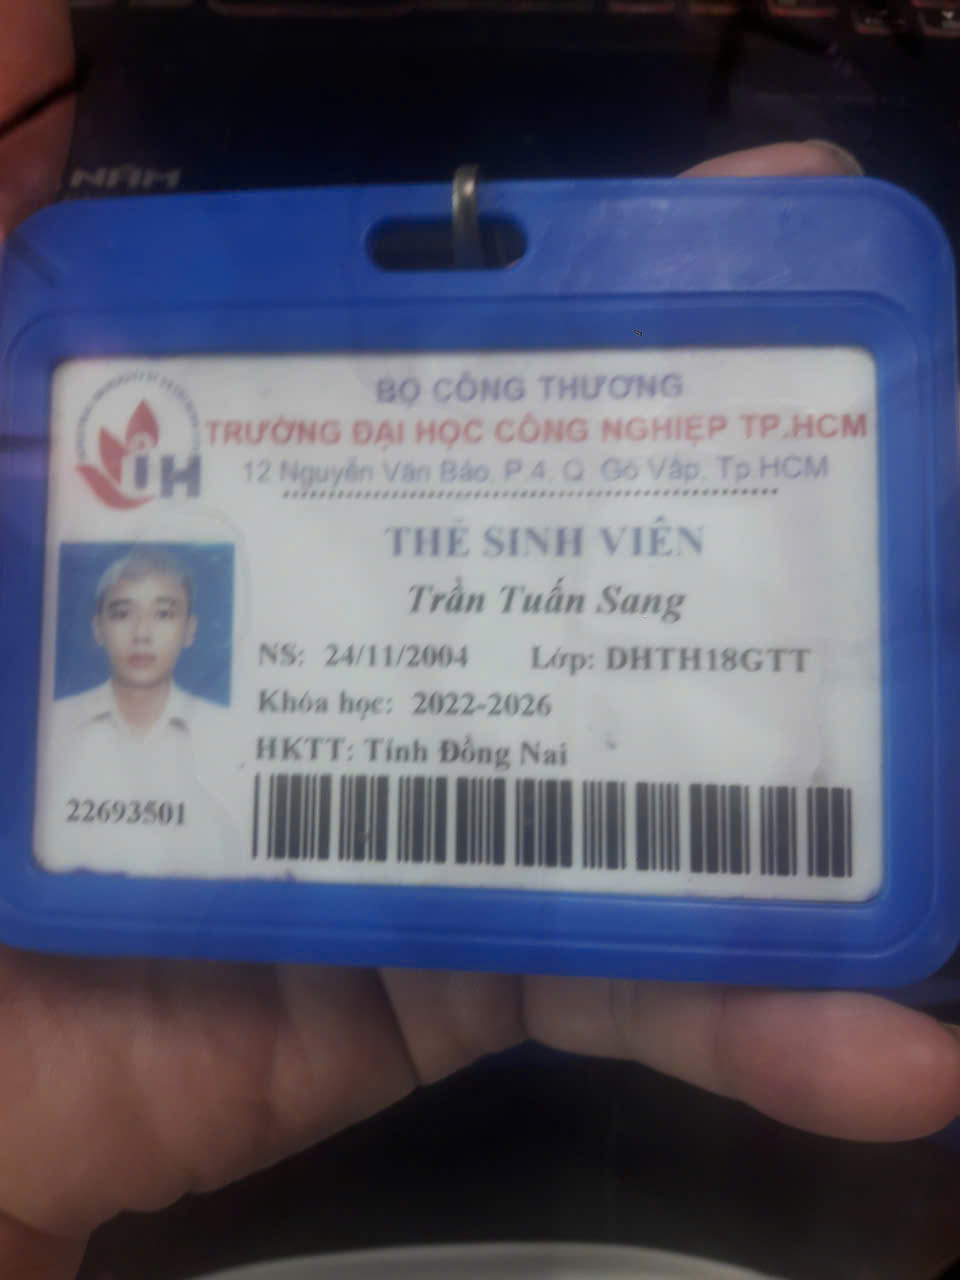 NĂM
BỘ CÔNG THƯƠNG
TRƯỜNG ĐẠI HỌC CÔNG NGHIỆP TP.HCM
12 Nguyễn Văn Bảo, P.4, Q. Gò Vấp, Tp.HCM
IUH
THẺ SINH VIÊN
Trần Tuấn Sang
NS: 24/11/2004 Lớp: DHTH18GTT
Khóa học: 2022-2026
HKTT: Tỉnh Đồng Nai
22693501